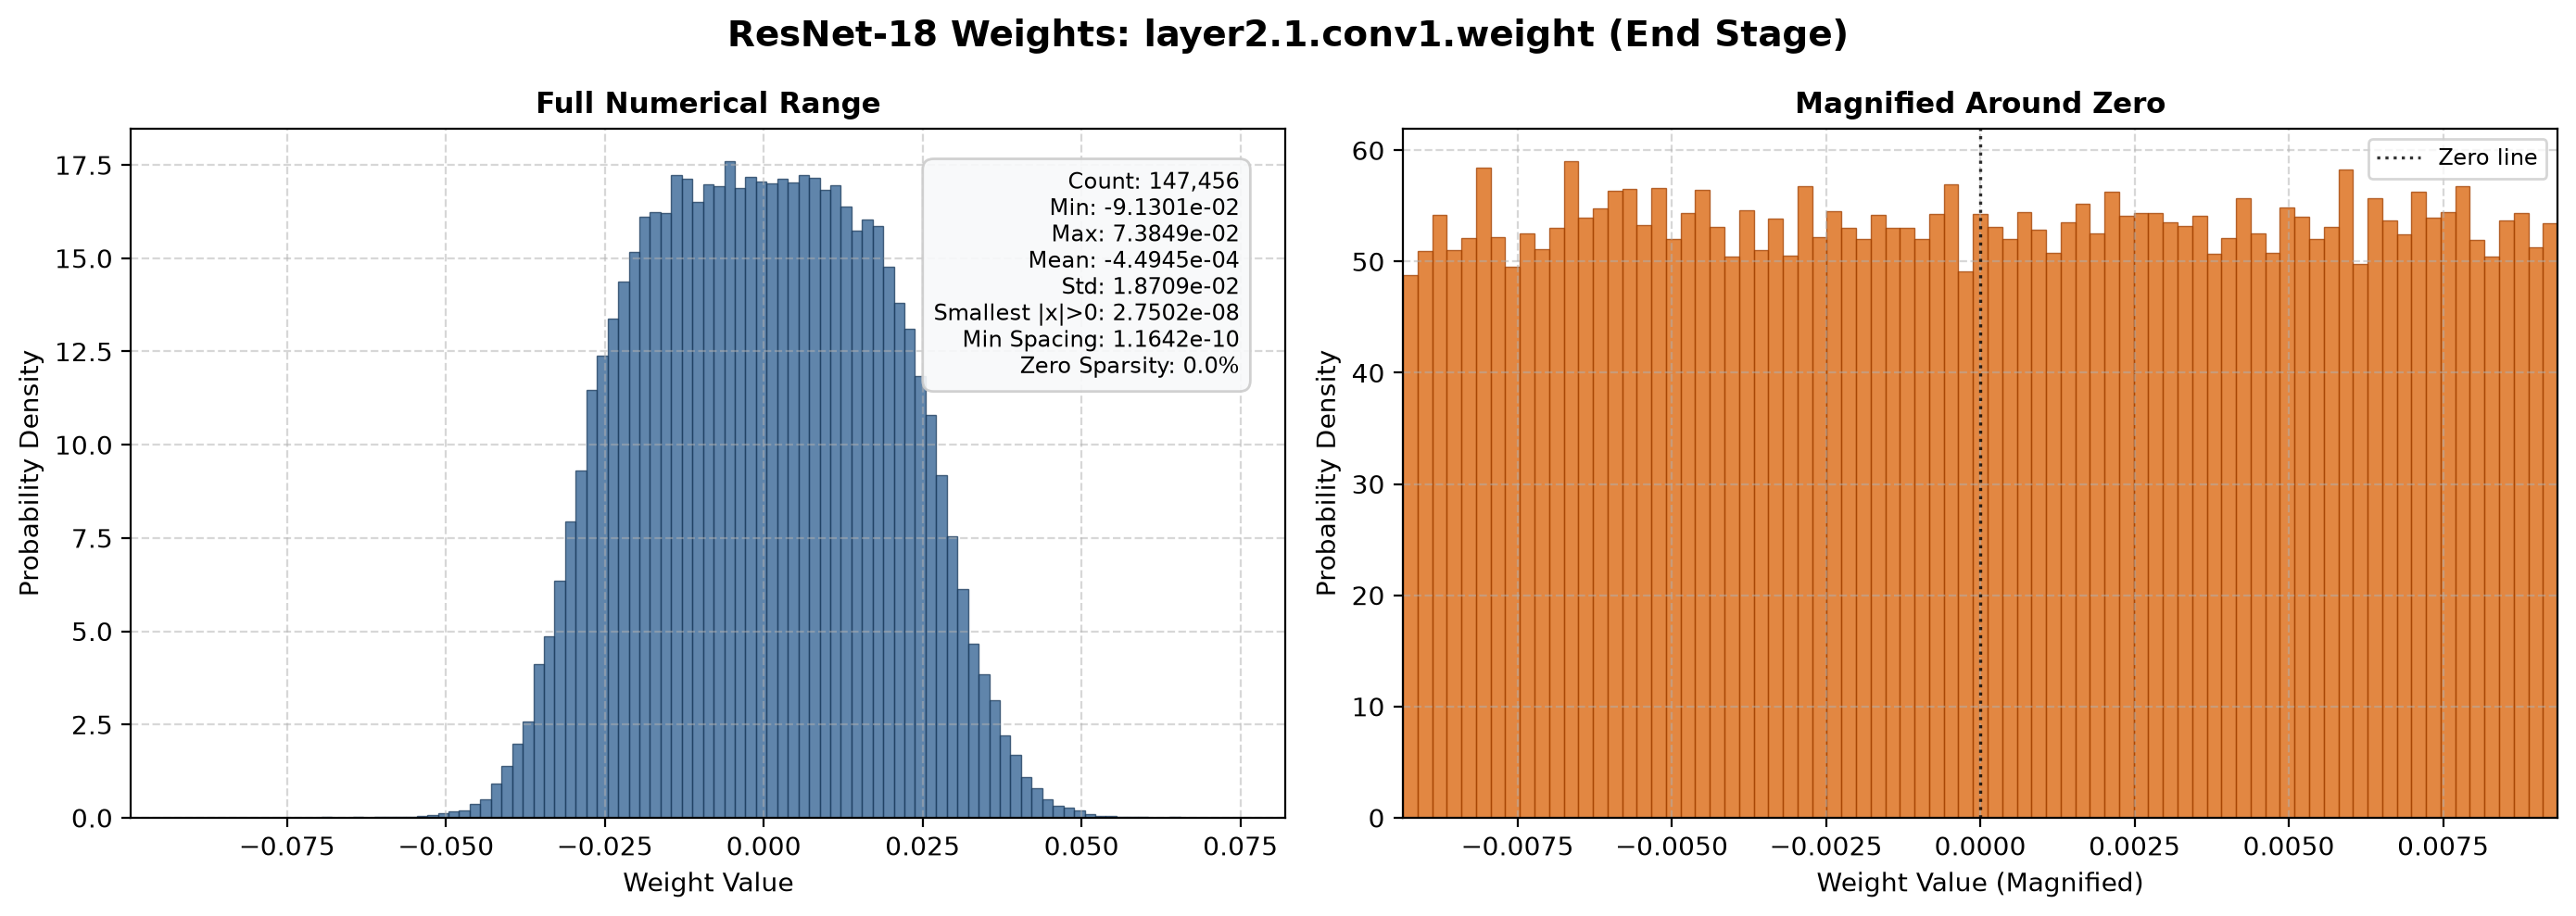 ResNet-18 Weights: layer2.1.conv1.weight (End Stage)
Full Numerical Range
Probability Density
17.5
15.0
12.5
10.0
7.5
5.0
2.5
0.0
Count: 147,456
Min: -9.1301e-02
Max: 7.3849e-02
Mean: -4.4945e-04
Std: 1.8709e-02
Smallest |x|>0: 2.7502e-08
Min Spacing: 1.1642e-10
Zero Sparsity: 0.0%
−0.075 −0.050 −0.025 0.000 0.025 0.050 0.075
Weight Value
Magnified Around Zero
Probability Density
60
50
40
30
20
10
0
Zero line
−0.0075 −0.0050 −0.0025 0.0000 0.0025 0.0050 0.0075
Weight Value (Magnified)